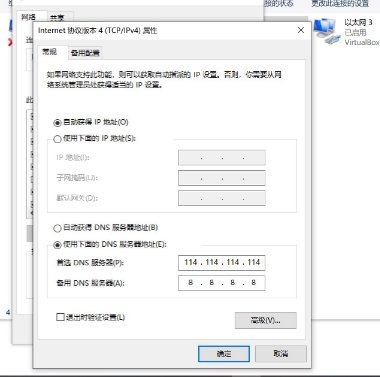 连接的状态
更改此连接的设置
网络
共享
以太网 3
已启用
VirtualBox
Internet 协议版本 4 (TCP/IPv4) 属性
常规
备用配置
如果网络支持此功能，则可以获取自动指派的 IP 设置。否则，你需要从网
络系统管理员处获得适当的 IP 设置。
自动获得 IP 地址(O)
使用下面的 IP 地址(S):
IP 地址(I):
子网掩码(U):
默认网关(D):
自动获得 DNS 服务器地址(B)
使用下面的 DNS 服务器地址(E):
首选 DNS 服务器(P):
114 . 114 . 114 . 114
备用 DNS 服务器(A):
8 . 8 . 8 . 8
退出时验证设置(L)
高级(V)...
确定
取消